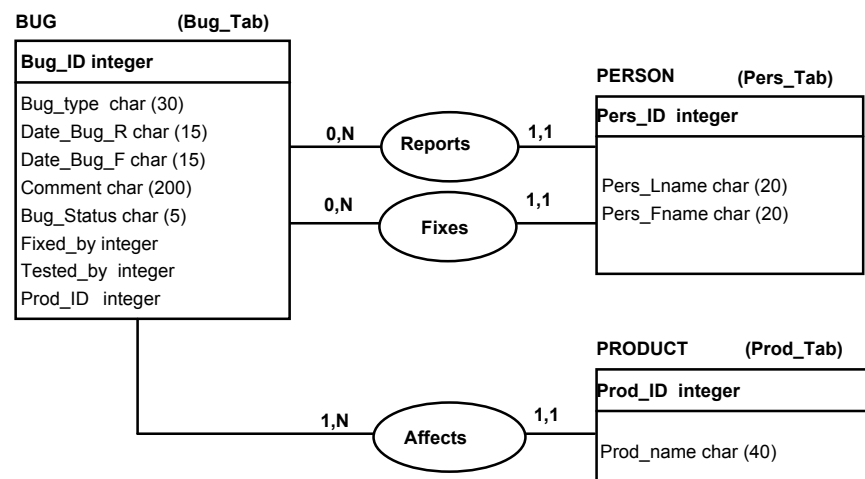 BUG (Bug_Tab)
Bug_ID integer
Bug_type char (30)
Date_Bug_R char (15)
Date_Bug_F char (15)
Comment char (200)
Bug_Status char (5)
Fixed_by integer
Tested_by integer
Prod_ID integer
0,N
Reports
1,1
0,N
Fixes
1,1
PERSON (Pers_Tab)
Pers_ID integer
Pers_Lname char (20)
Pers_Fname char (20)
1,N
Affects
1,1
PRODUCT (Prod_Tab)
Prod_ID integer
Prod_name char (40)